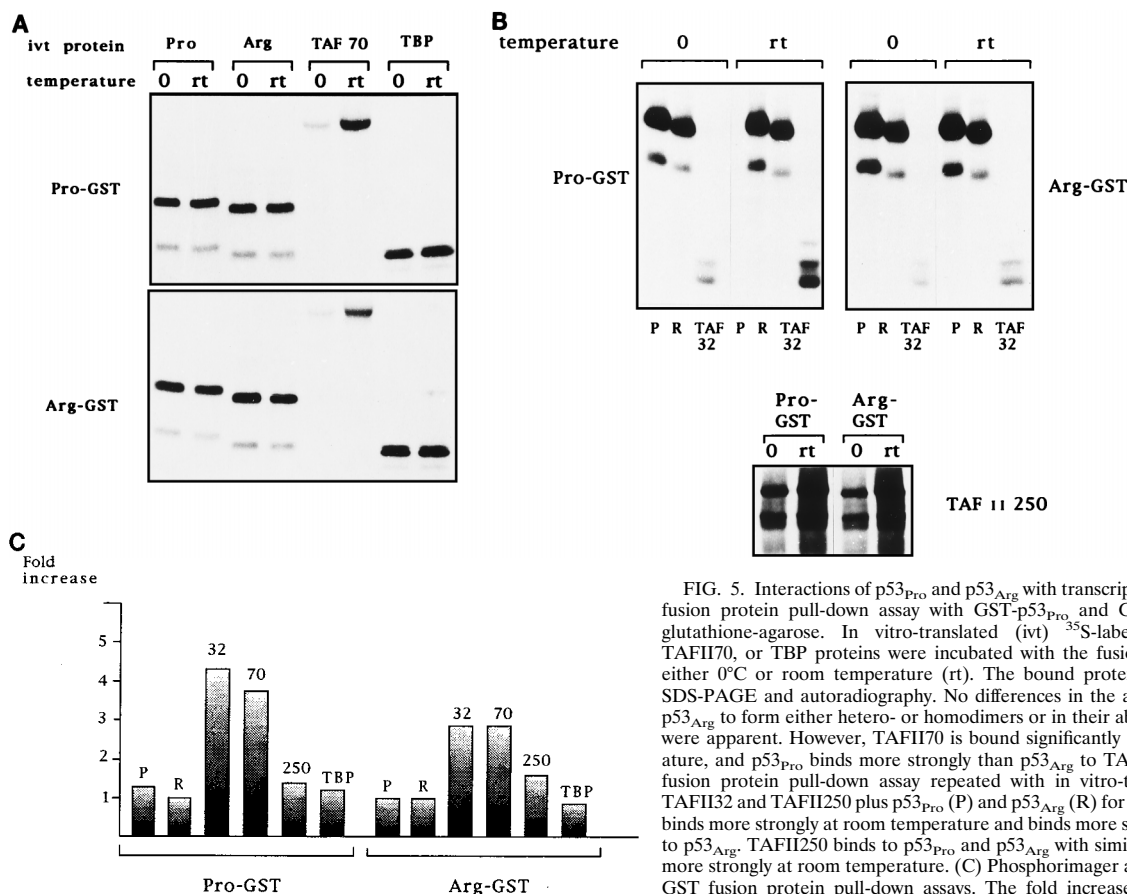 A
ivt protein Pro Arg TAF 70 TBP
temperature 0 rt 0 rt 0 rt 0 rt
Pro-GST
Arg-GST
B
temperature 0 rt 0 rt
Pro-GST
Arg-GST
P R TAF 32 P R TAF 32 P R TAF 32 P R TAF 32
Pro-GST Arg-GST
0 rt 0 rt
TAF II 250
C
Fold
increase
5
4
3
2
1
P R 32 70 250 TBP P R 32 70 250 TBP
Pro-GST Arg-GST
FIG. 5. Interactions of p53Pro and p53Arg with transcrip
fusion protein pull-down assay with GST-p53Pro and G
glutathione-agarose. In vitro-translated (ivt) 35S-labe
TAFII70, or TBP proteins were incubated with the fusio
either 0°C or room temperature (rt). The bound protei
SDS-PAGE and autoradiography. No differences in the a
p53Arg to form either hetero- or homodimers or in their ab
were apparent. However, TAFII70 is bound significantly
ature, and p53Pro binds more strongly than p53Arg to TA
fusion protein pull-down assay repeated with in vitro-t
TAFII32 and TAFII250 plus p53Pro (P) and p53Arg (R) for
binds more strongly at room temperature and binds more s
to p53Arg. TAFII250 binds to p53Pro and p53Arg with simi
more strongly at room temperature. (C) Phosphorimager a
GST fusion protein pull-down assays. The fold increase